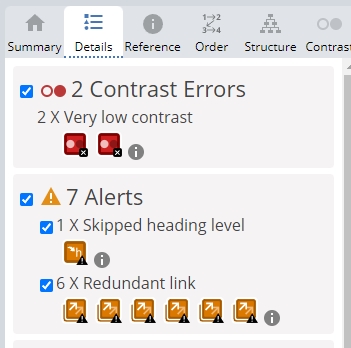 Summary Details Reference Order Structure Contrast
2 Contrast Errors
2 X Very low contrast
7 Alerts
1 X Skipped heading level
6 X Redundant link